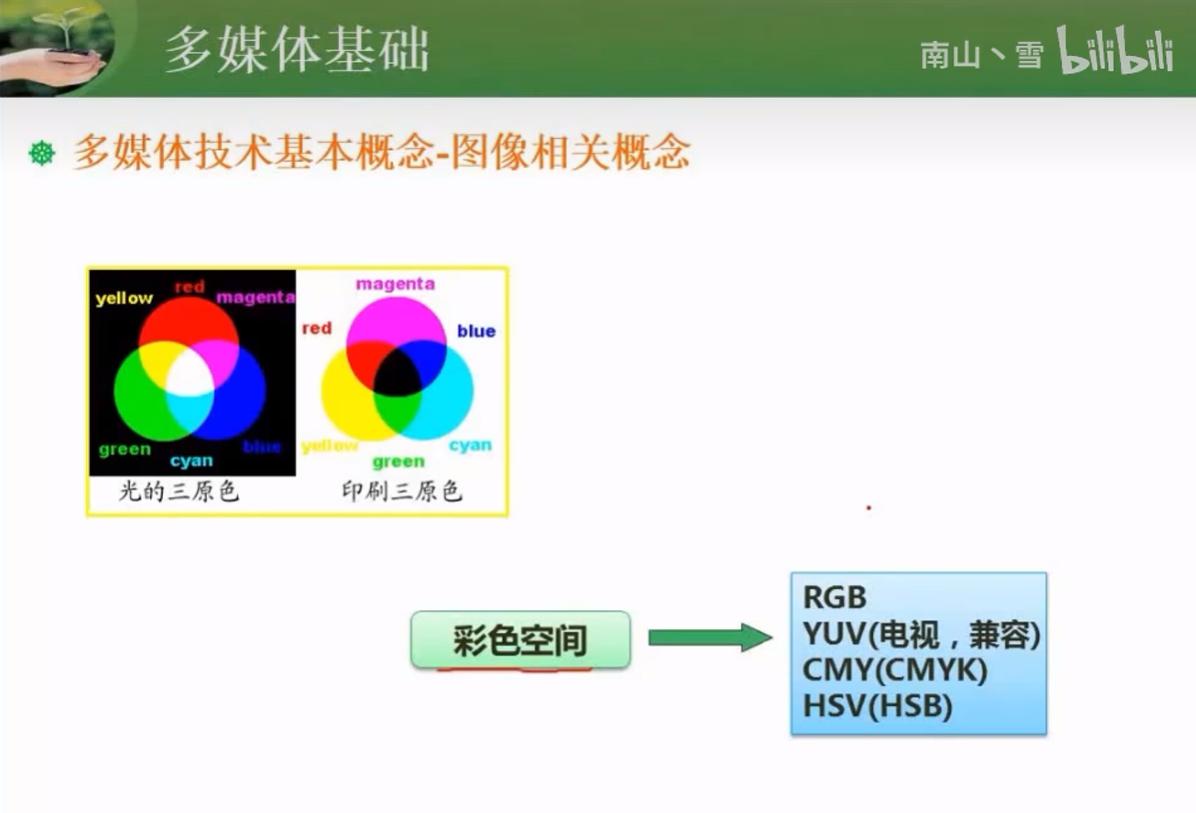 多媒体基础
南山丶雪 bilibili
多媒体技术基本概念-图像相关概念
yellow red magenta
green cyan blue
光的三原色
magenta
red blue
yellow green cyan
印刷三原色
彩色空间
RGB
YUV(电视，兼容)
CMY(CMYK)
HSV(HSB)